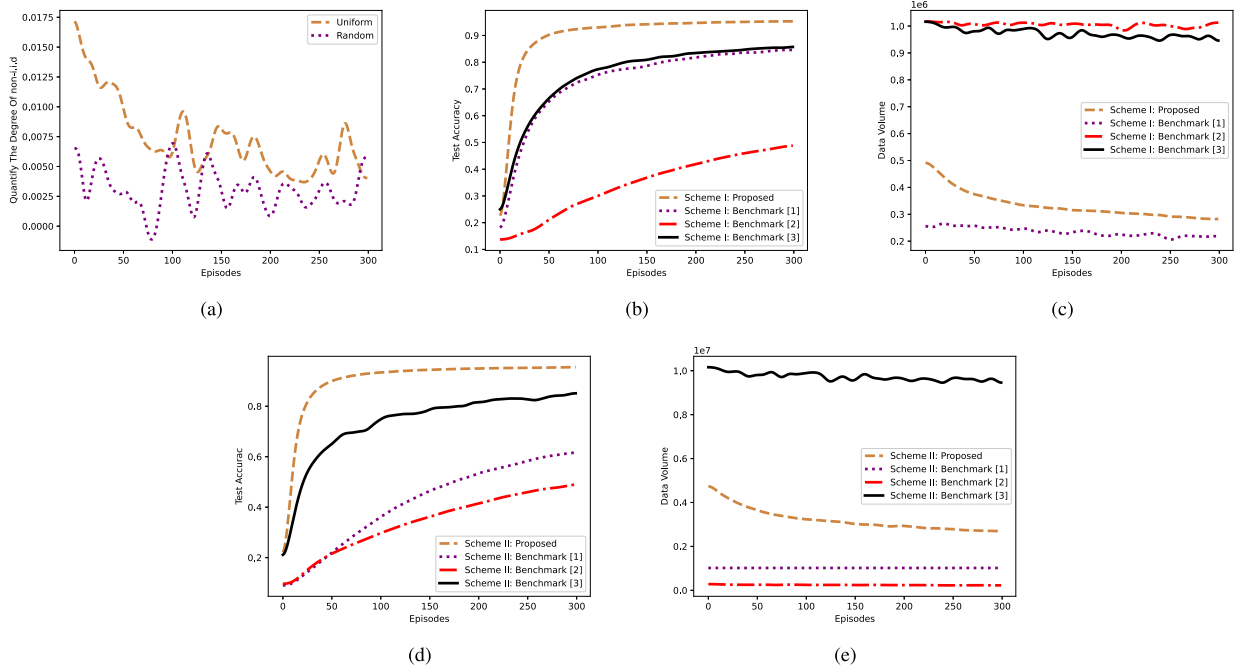 0.0175
0.0150
0.0125
0.0100
0.0075
0.0050
0.0025
0.0000
Quantify The Degree Of non-i,i.d
Uniform
Random
0 50 100 150 200 250 300
Episodes
(a)
0.9
0.8
0.7
0.6
0.5
0.4
0.3
0.2
0.1
Test Accuracy
Scheme I: Proposed
Scheme I: Benchmark [1]
Scheme I: Benchmark [2]
Scheme I: Benchmark [3]
0 50 100 150 200 250 300
Episodes
(b)
1e6
1.0
0.9
0.8
0.7
0.6
0.5
0.4
0.3
0.2
Data Volume
Scheme I: Proposed
Scheme I: Benchmark [1]
Scheme I: Benchmark [2]
Scheme I: Benchmark [3]
0 50 100 150 200 250 300
Episodes
(c)
0.8
0.6
0.4
0.2
Test Accurac
Scheme II: Proposed
Scheme II: Benchmark [1]
Scheme II: Benchmark [2]
Scheme II: Benchmark [3]
0 50 100 150 200 250 300
Episodes
(d)
1e7
1.0
0.8
0.6
0.4
0.2
0.0
Data Volume
Scheme II: Proposed
Scheme II: Benchmark [1]
Scheme II: Benchmark [2]
Scheme II: Benchmark [3]
0 50 100 150 200 250 300
Episodes
(e)